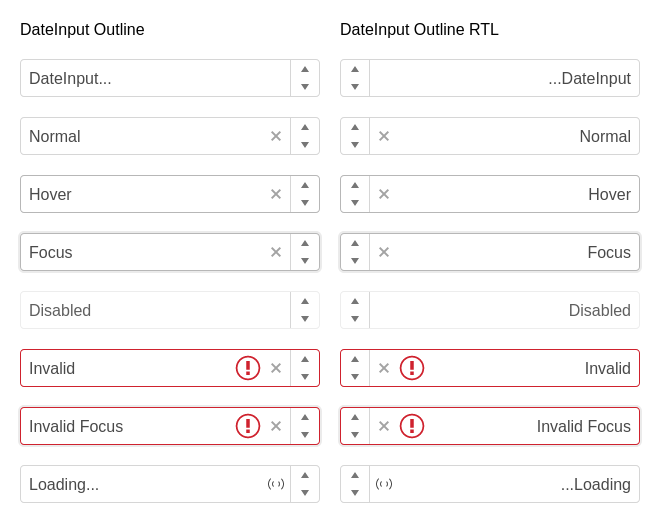 DateInput Outline
DateInput...
Normal
Hover
Focus
Disabled
Invalid
Invalid Focus
Loading...
DateInput Outline RTL
...DateInput
Normal
Hover
Focus
Disabled
Invalid
Invalid Focus
...Loading